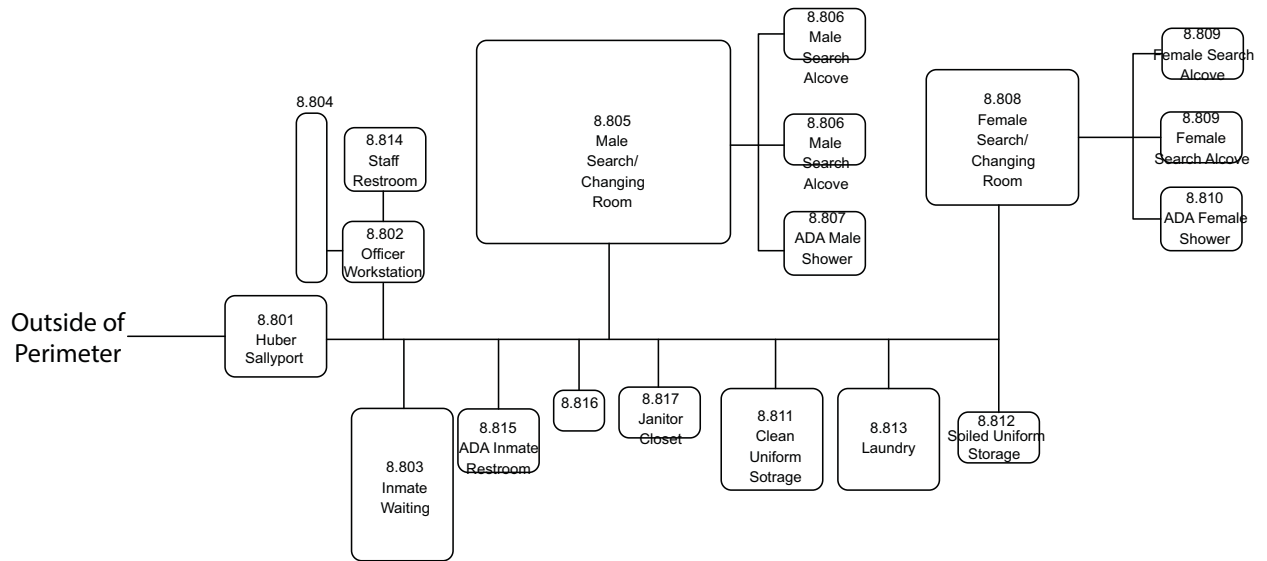 8.804
8.814
Staff
Restroom
8.802
Officer
Workstation
8.805
Male
Search/
Changing
Room
8.806
Male
Search
Alcove
8.806
Male
Search
Alcove
8.807
ADA Male
Shower
8.808
Female
Search/
Changing
Room
8.809
Female Search
Alcove
8.809
Female
Search Alcove
8.810
ADA Female
Shower
Outside of
Perimeter
8.801
Huber
Sallyport
8.803
Inmate
Waiting
8.815
ADA Inmate
Restroom
8.816
8.817
Janitor
Closet
8.811
Clean
Uniform
Sotrage
8.813
Laundry
8.812
Soiled Uniform
Storage